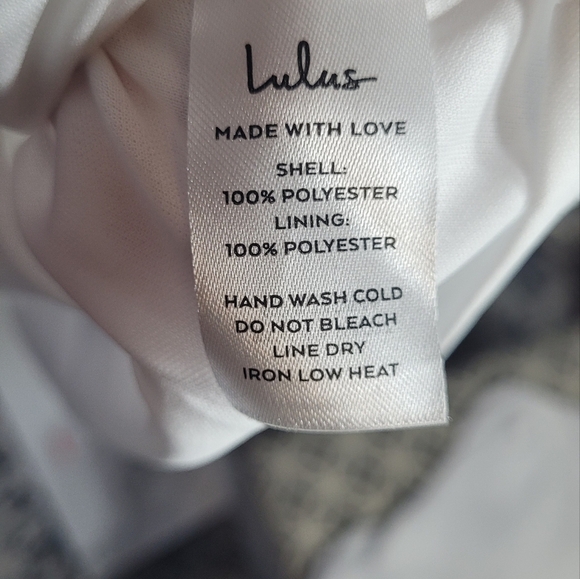 Lulus
MADE WITH LOVE
SHELL:
100% POLYESTER
LINING:
100% POLYESTER
HAND WASH COLD
DO NOT BLEACH
LINE DRY
IRON LOW HEAT